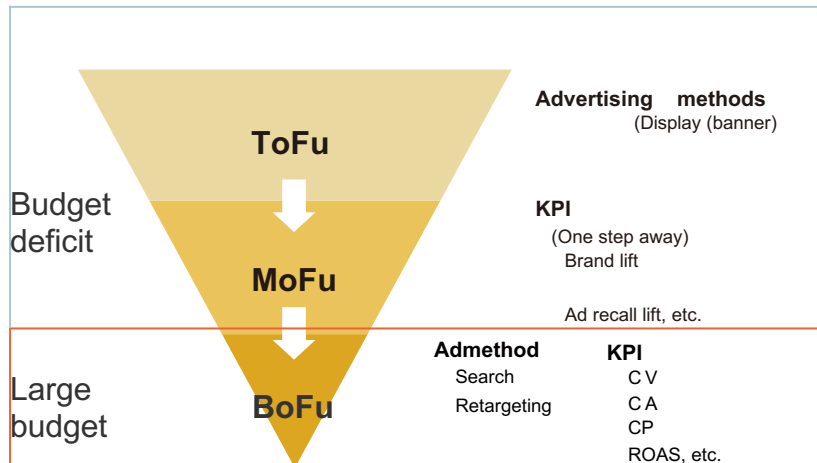 ToFu
Advertising methods
(Display (banner)
Budget
deficit
KPI
(One step away)
Brand lift
MoFu
Ad recall lift, etc.
Large
budget
BoFu
Admethod
Search
Retargeting
KPI
C V
C A
CP
ROAS, etc.